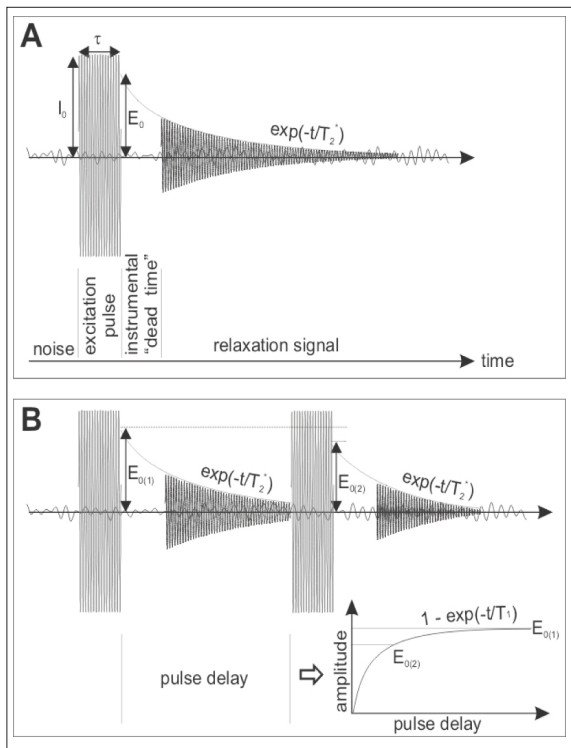 A
τ
I₀
E₀
exp(-t/T₂*)
noise
excitation
pulse
instrumental
“dead time”
relaxation signal
time
B
E₀₍₁₎
exp(-t/T₂*)
E₀₍₂₎
exp(-t/T₂*)
pulse delay
amplitude
1 - exp(-t/T₁)
E₀₍₁₎
E₀₍₂₎
pulse delay